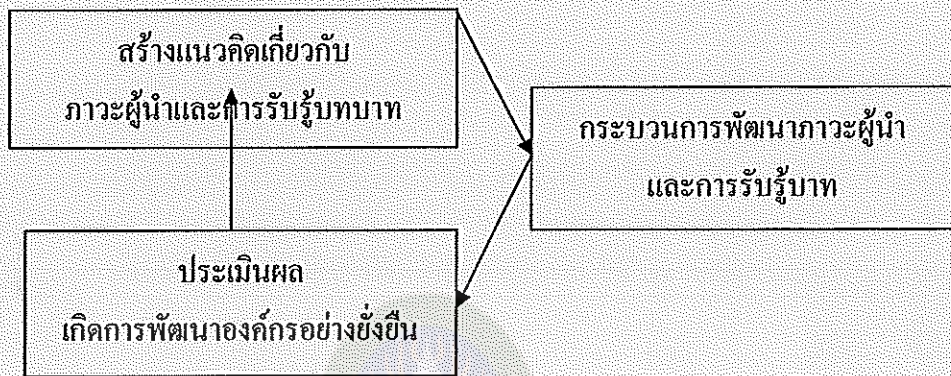 สร้างแนวคิดเกี่ยวกับ
ภาวะผู้นำและการรับรู้บทบาท
กระบวนการพัฒนาภาวะผู้นำ
และการรับรู้บาท
ประเมินผล
เกิดการพัฒนาองค์กรอย่างยั่งยืน